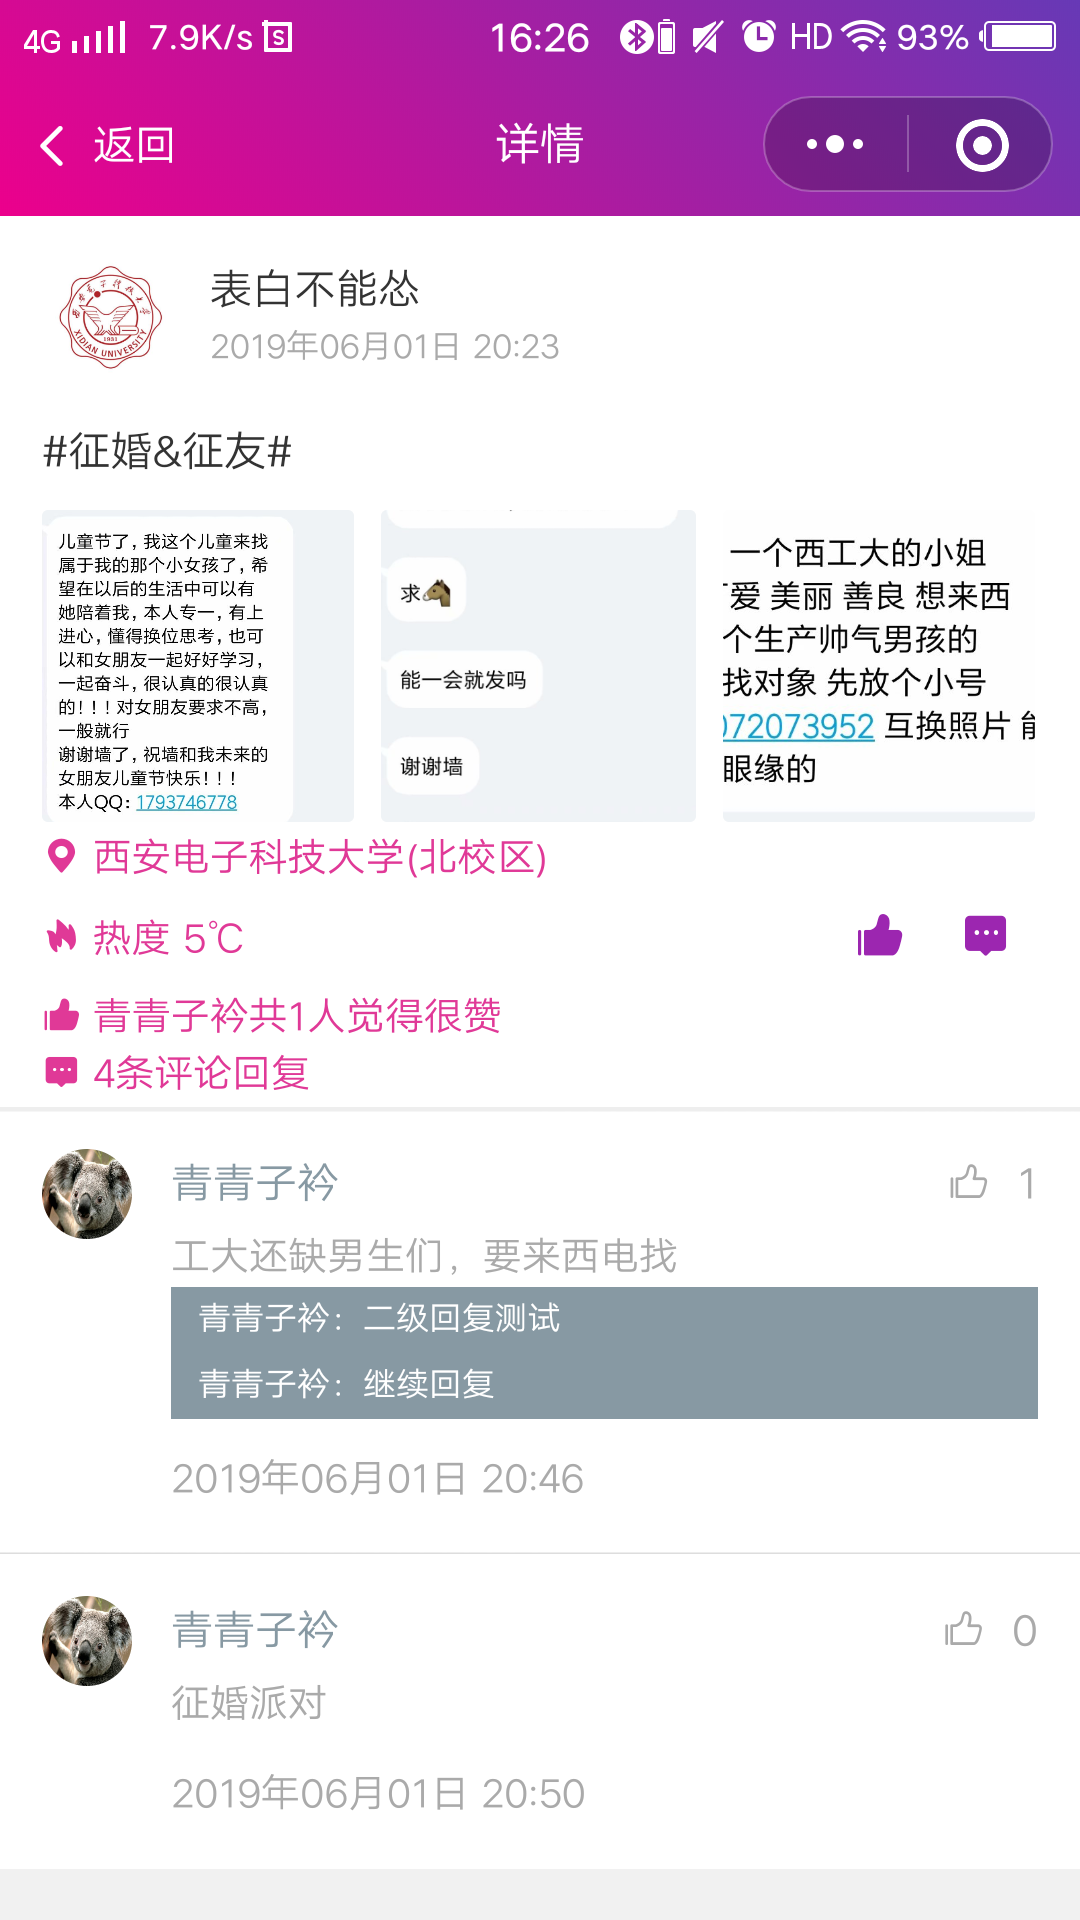 4G 7.9K/s 16:26 HD 93%
返回 详情
表白不能怂
2019年06月01日 20:23
XIDIAN UNIVERSITY
1931
#征婚&征友#
儿童节了，我这个儿童来找
属于我的那个小女孩了，希
望在以后的生活中可以有
她陪着我，本人专一，有上
进心，懂得换位思考，也可
以和女朋友一起好好学习，
一起奋斗，很认真的很认真
的！！！对女朋友要求不高，
一般就行
谢谢墙了，祝墙和我未来的
女朋友儿童节快乐！！！
本人QQ：1793746778
求🐴
能一会就发吗
谢谢墙
一个西工大的小姐
爱 美丽 善良 想来西
个生产帅气男孩的
找对象 先放个小号
072073952 互换照片 能
眼缘的
西安电子科技大学(北校区)
热度 5℃
青青子衿共1人觉得很赞
4条评论回复
青青子衿 1
工大还缺男生们，要来西电找
青青子衿：二级回复测试
青青子衿：继续回复
2019年06月01日 20:46
青青子衿 0
征婚派对
2019年06月01日 20:50